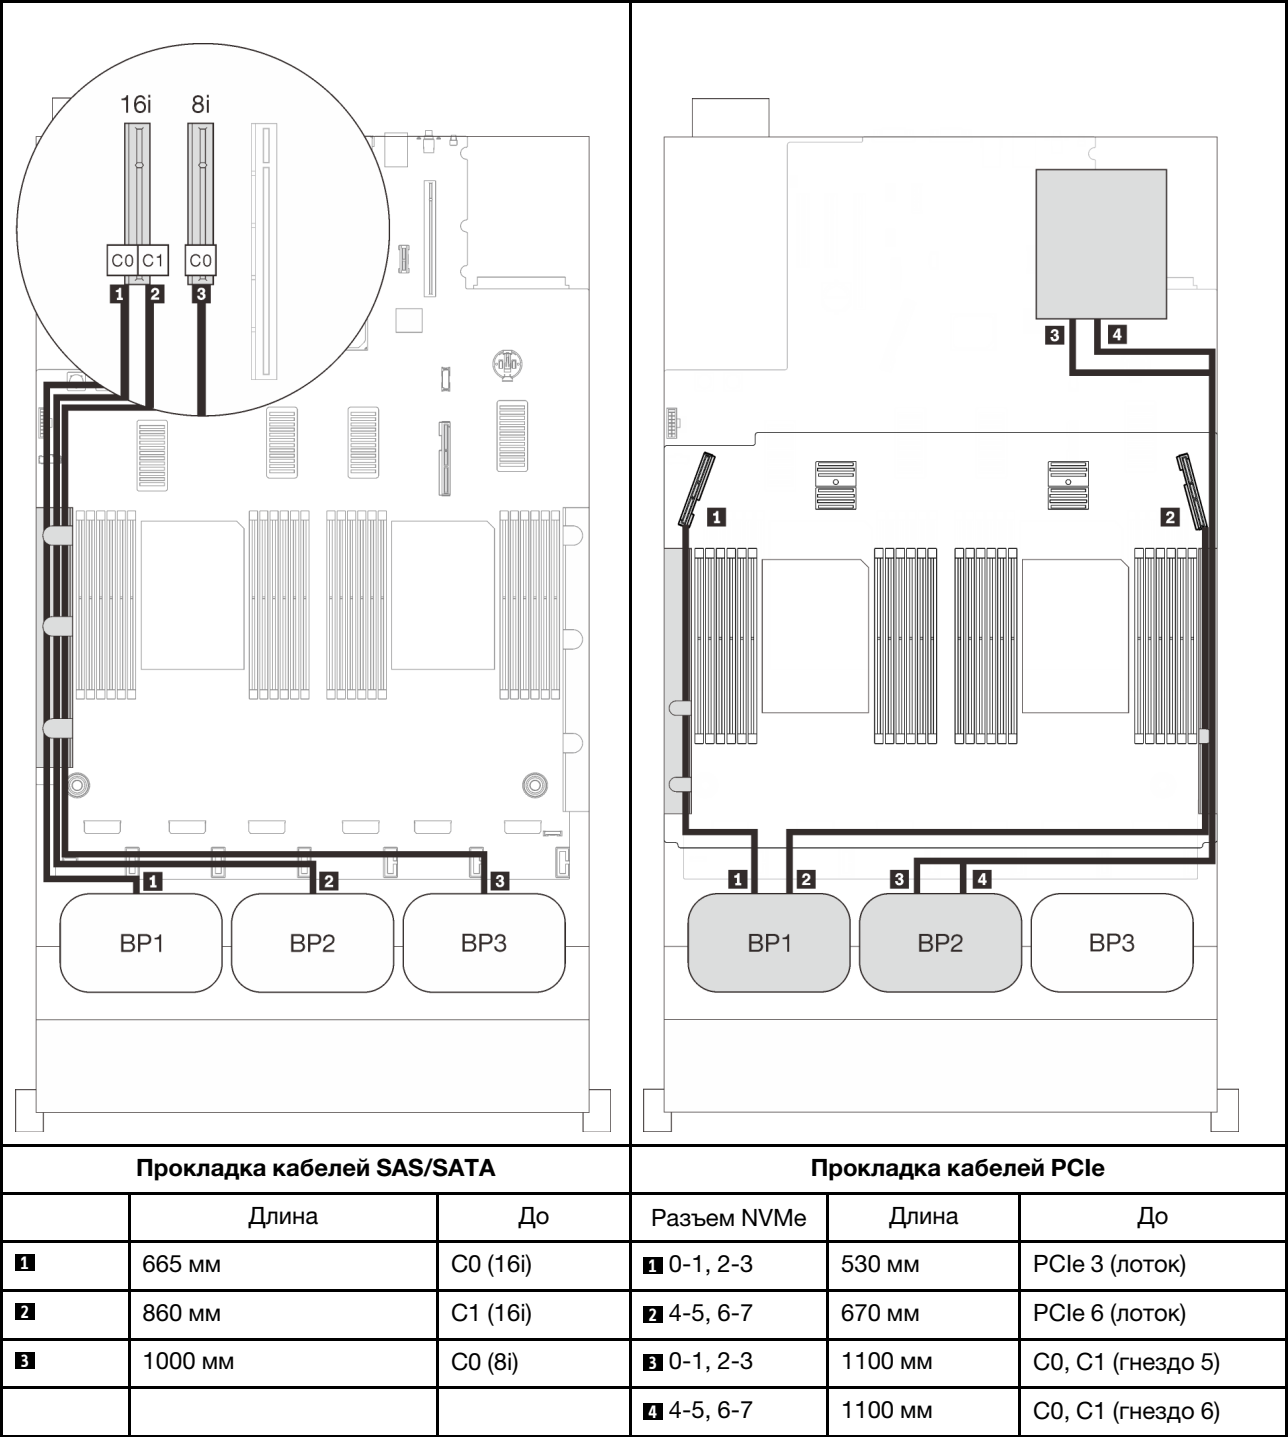 16i 8i
C0 C1 C0
1 2 3
3 4
1 2
1 2 3
BP1 BP2 BP3
1 2 3 4
BP1 BP2 BP3
Прокладка кабелей SAS/SATA
Прокладка кабелей PCIe
Длина До Разъем NVMe Длина До
1 665 мм C0 (16i) 1 0-1, 2-3 530 мм PCIe 3 (лоток)
2 860 мм C1 (16i) 2 4-5, 6-7 670 мм PCIe 6 (лоток)
3 1000 мм C0 (8i) 3 0-1, 2-3 1100 мм C0, C1 (гнездо 5)
4 4-5, 6-7 1100 мм C0, C1 (гнездо 6)